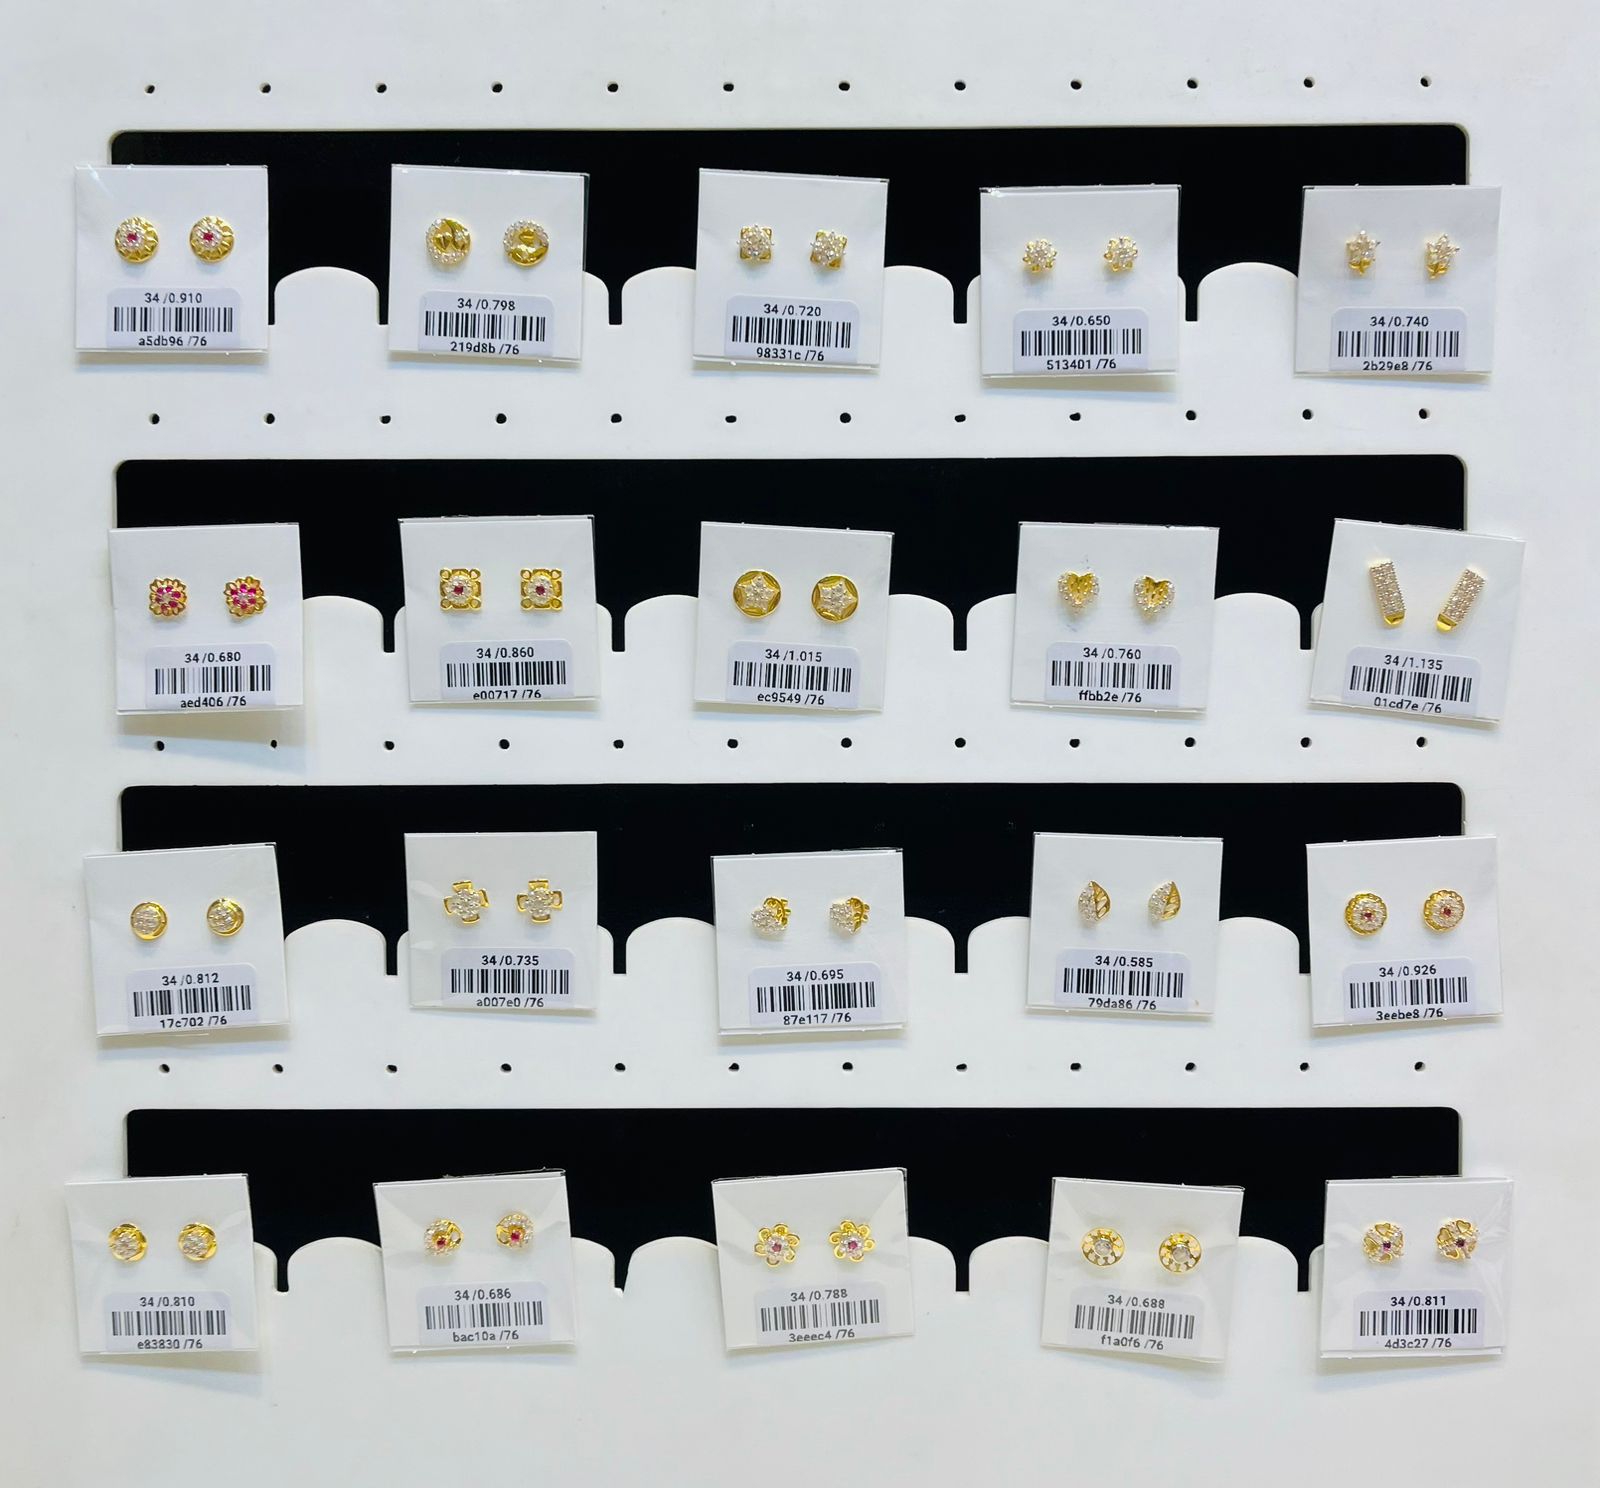 34 /0.910
a5db96 /76
34 /0.798
219d8b /76
34 /0.720
98331c /76
34 /0.650
513401 /76
34 /0.740
2b29e8 /76
34 /0.680
aed406 /76
34 /0.860
e00717 /76
34 /1.015
ec9549 /76
34 /0.760
ffbb2e /76
34 /1.135
01cd7e /76
34 /0.812
17c702 /76
34 /0.735
a007e0 /76
34 /0.695
87e117 /76
34 /0.585
79da86 /76
34 /0.926
3eebe8 /76
34 /0.810
e83830 /76
34 /0.686
bac10a /76
34 /0.788
3eeec4 /76
34 /0.688
f1a0f6 /76
34 /0.811
4d3c27 /76